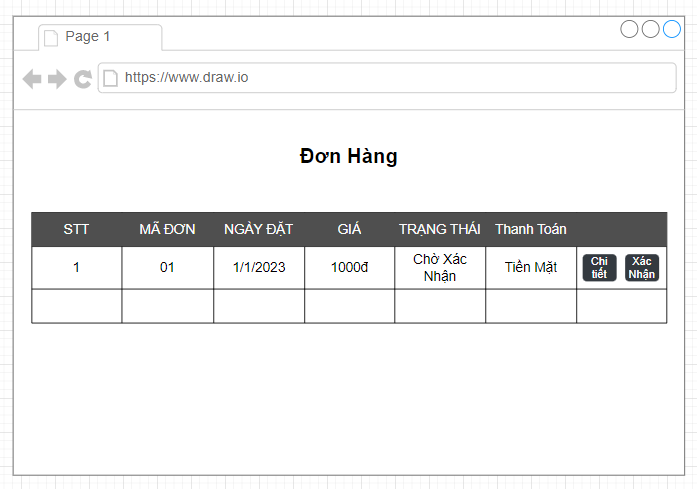 Page 1
https://www.draw.io
Đơn Hàng
STT MÃ ĐƠN NGÀY ĐẶT GIÁ TRẠNG THÁI Thanh Toán
1 01 1/1/2023 1000đ Chờ Xác Nhận Tiền Mặt Chi tiết Xác Nhận